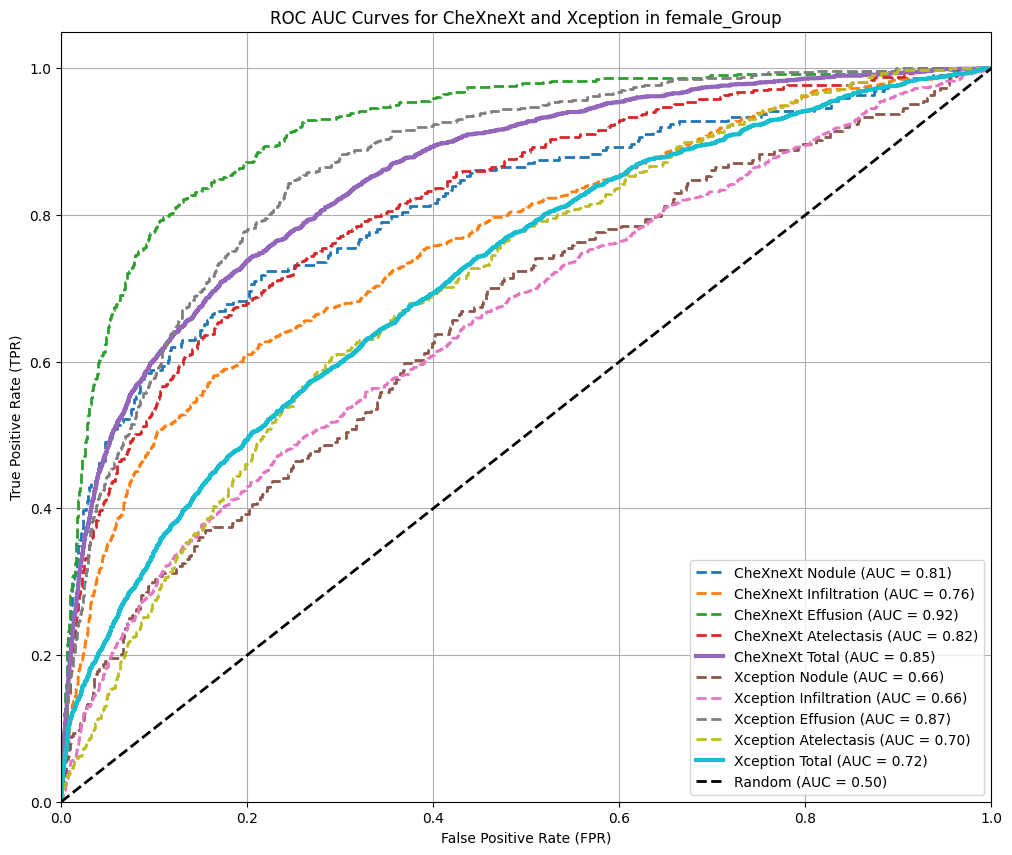 ROC AUC Curves for CheXneXt and Xception in female_Group
True Positive Rate (TPR)
1.0
0.8
0.6
0.4
0.2
0.0
0.0 0.2 0.4 0.6 0.8 1.0
False Positive Rate (FPR)
CheXneXt Nodule (AUC = 0.81)
CheXneXt Infiltration (AUC = 0.76)
CheXneXt Effusion (AUC = 0.92)
CheXneXt Atelectasis (AUC = 0.82)
CheXneXt Total (AUC = 0.85)
Xception Nodule (AUC = 0.66)
Xception Infiltration (AUC = 0.66)
Xception Effusion (AUC = 0.87)
Xception Atelectasis (AUC = 0.70)
Xception Total (AUC = 0.72)
Random (AUC = 0.50)